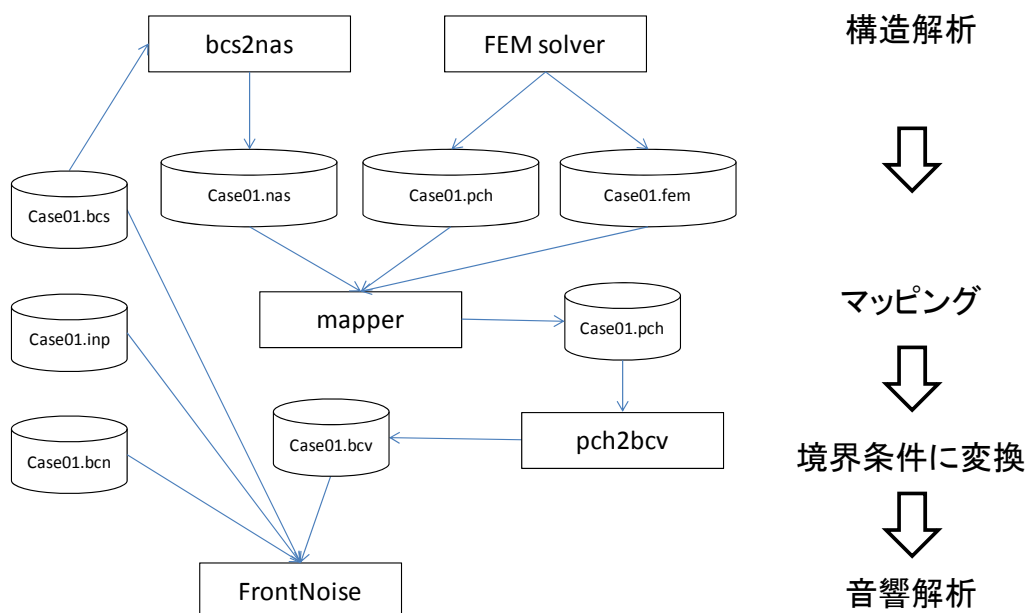 bcs2nas
FEM solver
構造解析
Case01.nas
Case01.pch
Case01.fem
Case01.bcs
mapper
Case01.pch
マッピング
Case01.inp
Case01.bcn
Case01.bcv
pch2bcv
境界条件に変換
FrontNoise
音響解析